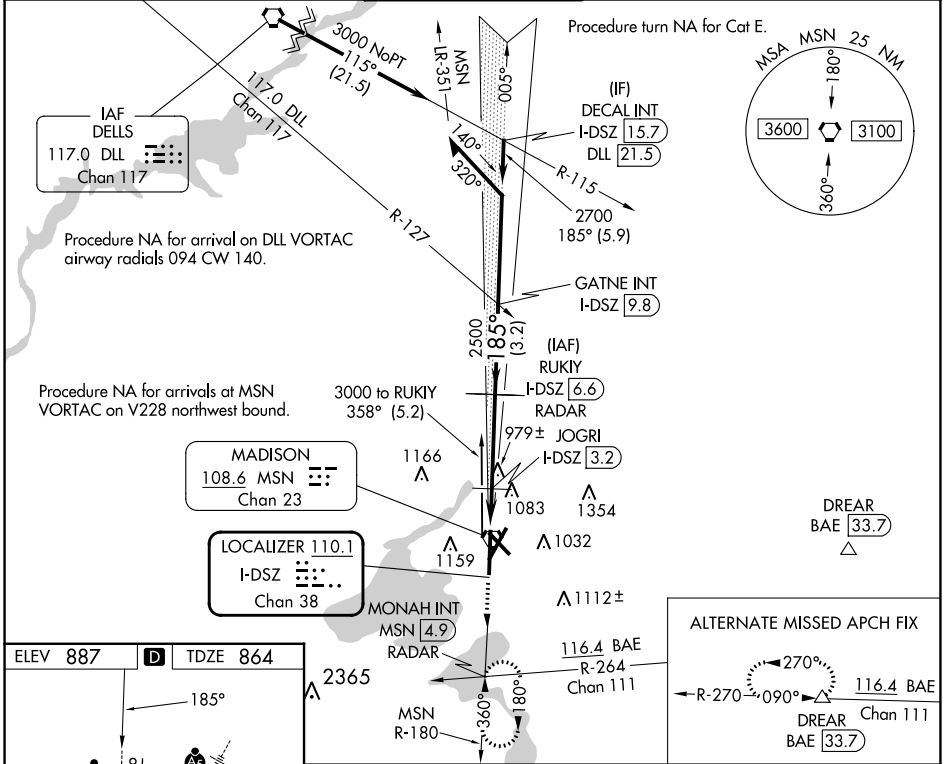 Procedure turn NA for Cat E.
MSA MSN 25 NM
180°
3600
3100
360°
3000 NoPT
115°
(21.5)
MSN
LR-351
005°
117.0 DLL
Chan 117
(IF)
DECAL INT
I-DSZ 15.7
DLL 21.5
IAF
DELLS
117.0 DLL
Chan 117
140°
320°
R-115
2700
185° (5.9)
R-127
Procedure NA for arrival on DLL VORTAC
airway radials 094 CW 140.
GATNE INT
I-DSZ 9.8
2500
185°
(3.2)
(IAF)
RUKIY
I-DSZ 6.6
RADAR
Procedure NA for arrivals at MSN
VORTAC on V228 northwest bound.
3000 to RUKIY
358° (5.2)
979± JOGRI
I-DSZ 3.2
1166
1083
1354
MADISON
108.6 MSN
Chan 23
DREAR
BAE 33.7
1159
1032
LOCALIZER 110.1
I-DSZ
Chan 38
1112±
MONAH INT
MSN 4.9
RADAR
116.4 BAE
R-264
Chan 111
ALTERNATE MISSED APCH FIX
270°
R-270
090°
116.4 BAE
Chan 111
DREAR
BAE 33.7
ELEV 887 D TDZE 864
185°
2365
MSN
R-180
360°
180°
A5